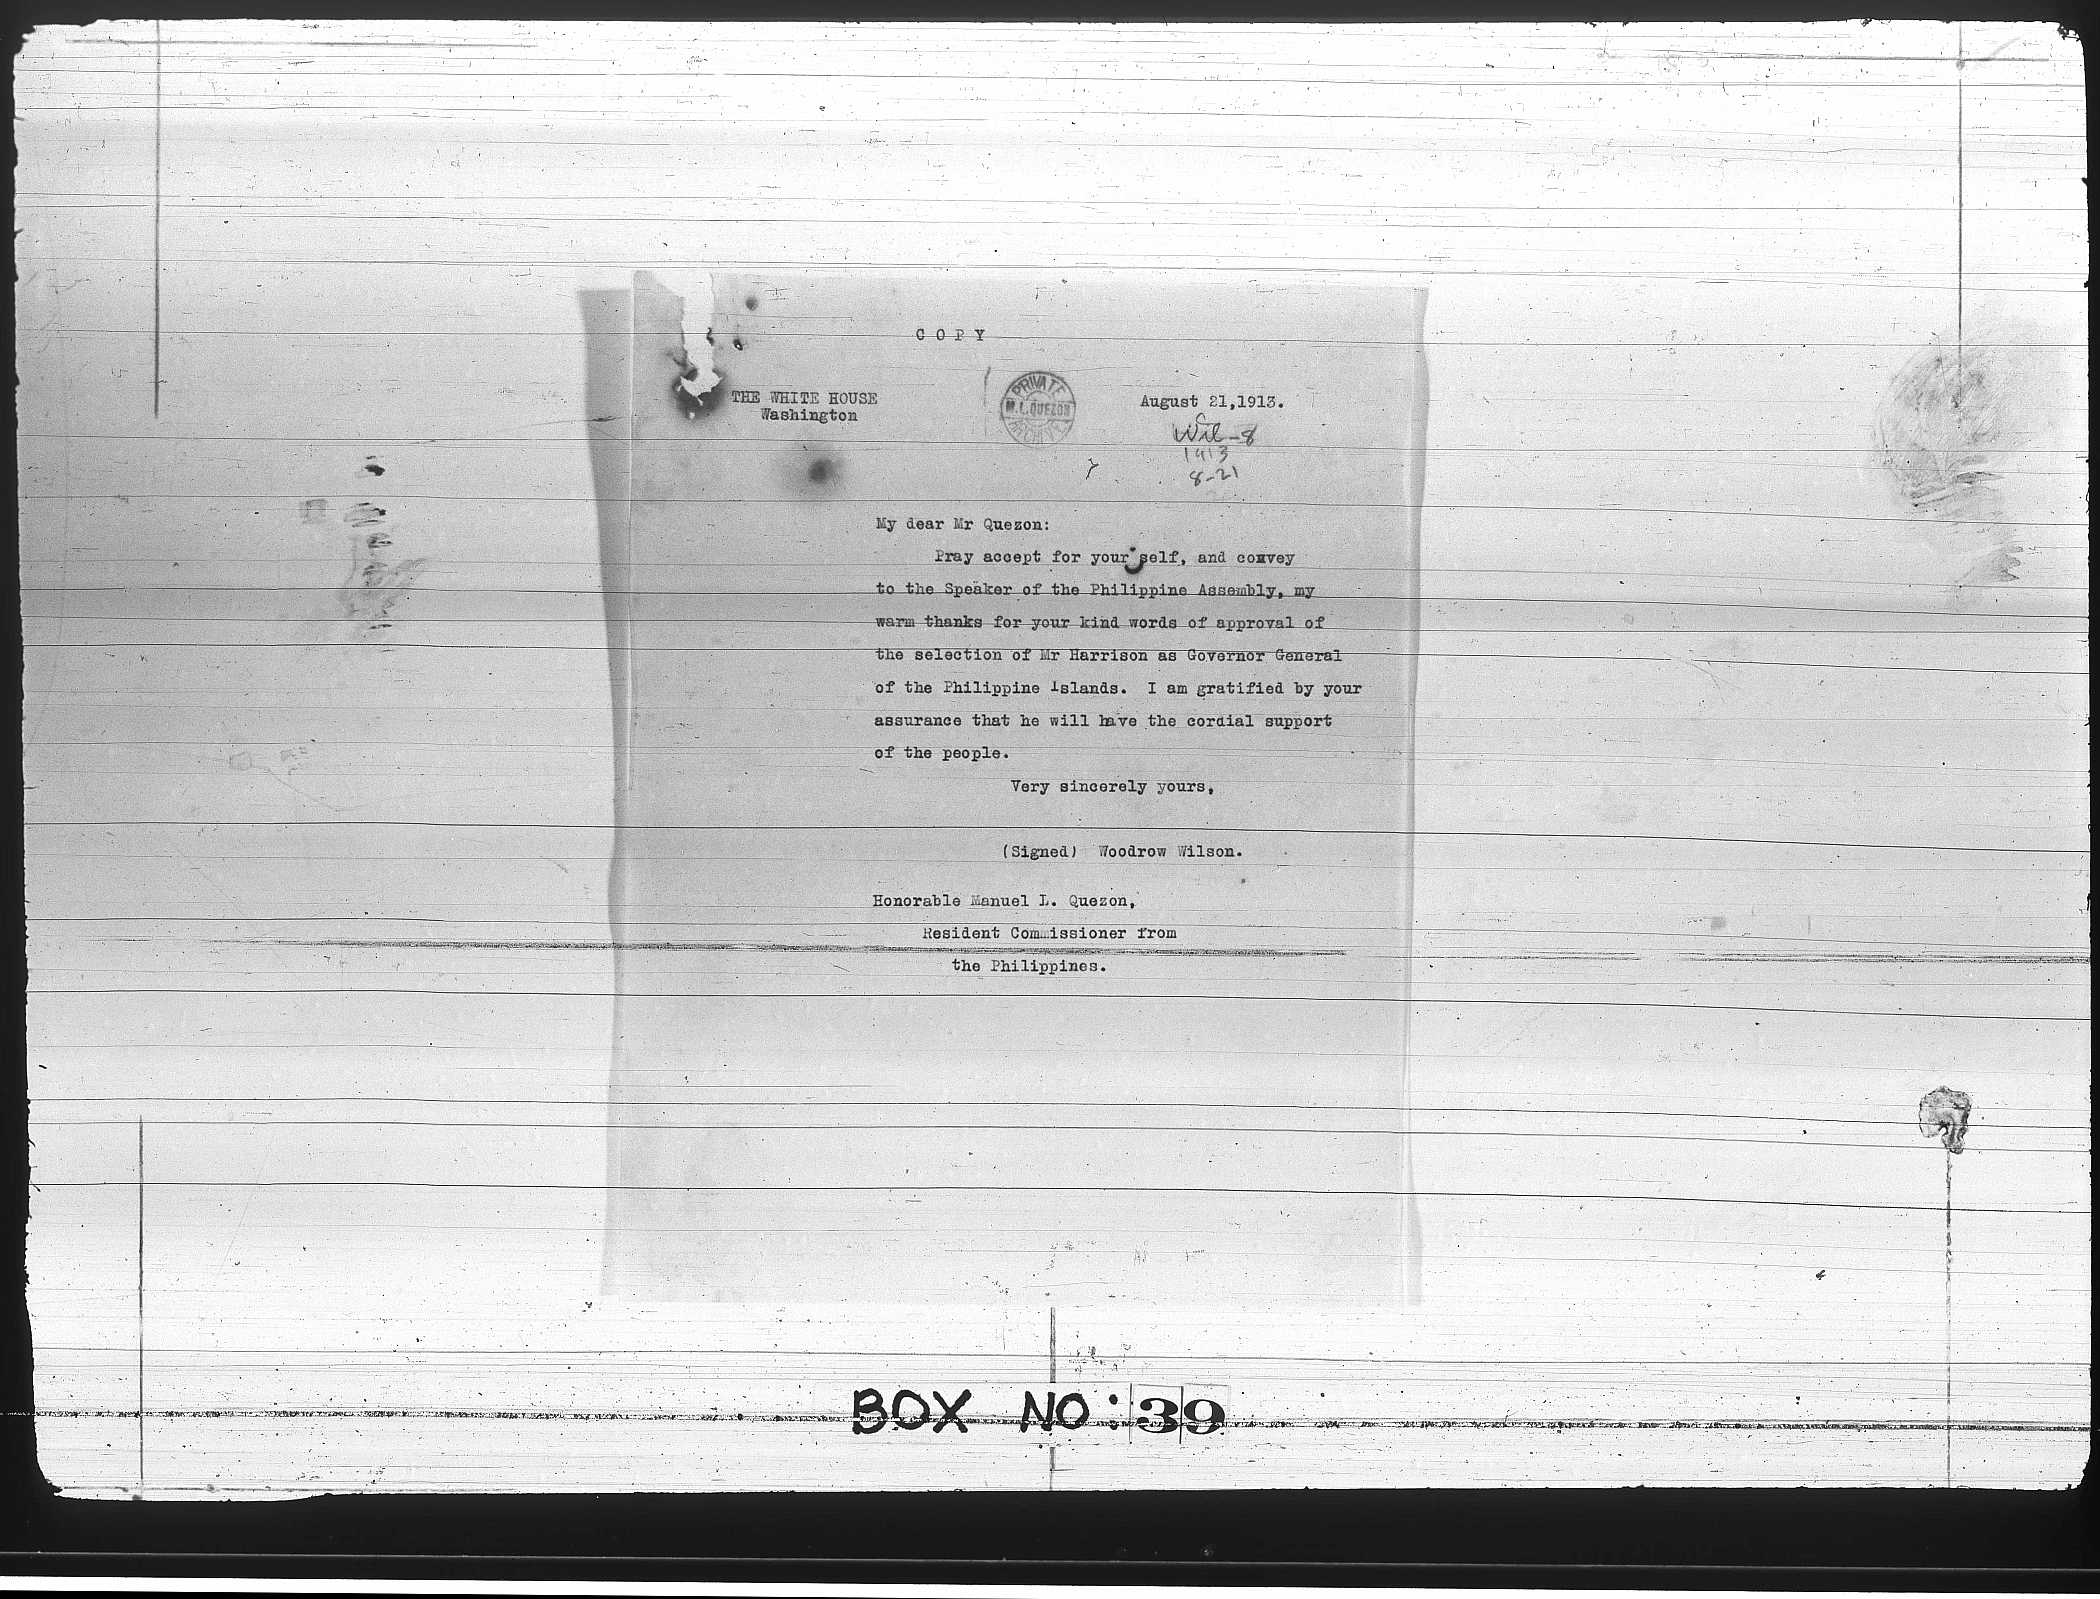 COPY
THE WHITE HOUSE
Washington
PRIVATE
M.L.QUEZON
ARCHIVE
August 21,1913.
Wil-8
1913
8-21
My dear Mr Quezon:
Pray accept for your self, and convey
to the Speaker of the Philippine Assembly, my
warm thanks for your kind words of approval of
the selection of Mr Harrison as Governor General
of the Philippine Islands. I am gratified by your
assurance that he will have the cordial support
of the people.
Very sincerely yours,
(Signed) Woodrow Wilson.
Honorable Manuel L. Quezon,
Resident Commissioner from
the Philippines.
BOX NO: 39